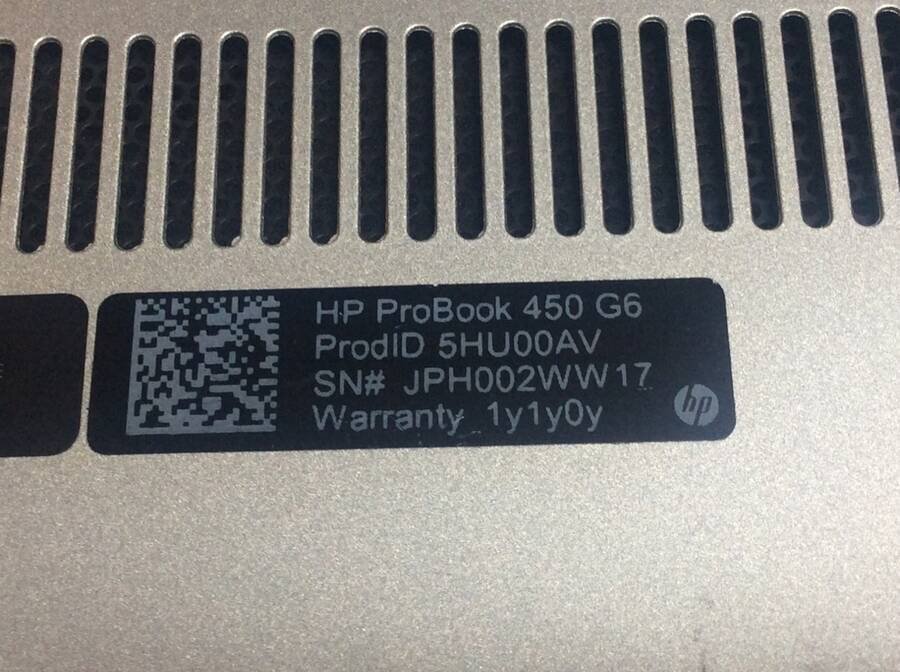 HP ProBook 450 G6
ProdID 5HU00AV
SN# JPH002WW17
Warranty 1y1y0y
hp